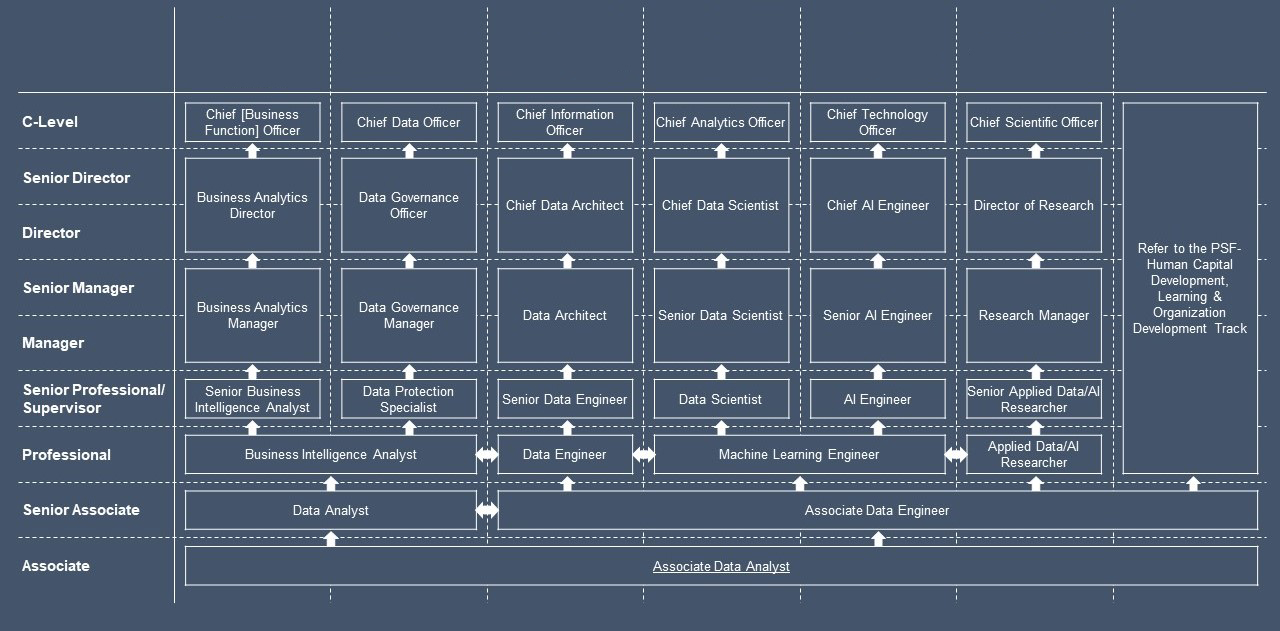 C-Level
Chief [Business
Function] Officer
Chief Data Officer
Chief Information
Officer
Chief Analytics Officer
Chief Technology
Officer
Chief Scientific Officer
Senior Director
Director
Business Analytics
Director
Data Governance
Officer
Chief Data Architect
Chief Data Scientist
Chief AI Engineer
Director of Research
Refer to the PSF-
Human Capital
Development,
Learning &
Organization
Development Track
Senior Manager
Manager
Business Analytics
Manager
Data Governance
Manager
Data Architect
Senior Data Scientist
Senior AI Engineer
Research Manager
Senior Professional/
Supervisor
Senior Business
Intelligence Analyst
Data Protection
Specialist
Senior Data Engineer
Data Scientist
AI Engineer
Senior Applied Data/AI
Researcher
Professional
Business Intelligence Analyst
Data Engineer
Machine Learning Engineer
Applied Data/AI
Researcher
Senior Associate
Data Analyst
Associate Data Engineer
Associate
Associate Data Analyst